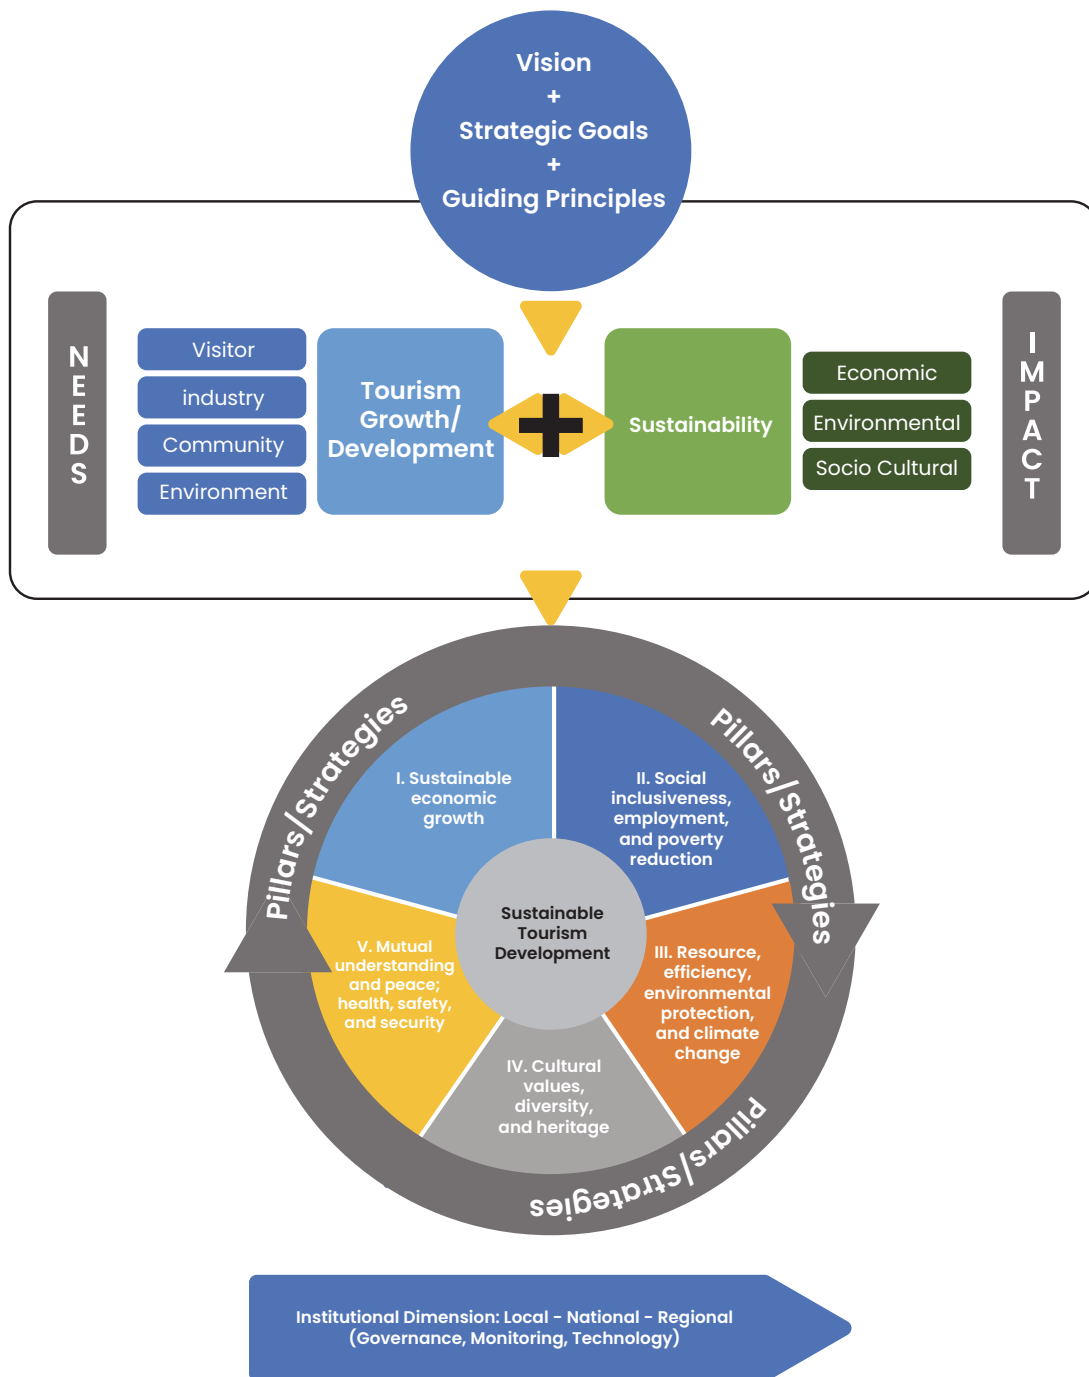 Vision
+
Strategic Goals
+
Guiding Principles
NEEDS
Visitor
industry
Community
Environment
Tourism
Growth/
Development
+
Sustainability
Economic
Environmental
Socio Cultural
IMPACT
Pillars/Strategies
Pillars/Strategies
Pillars/Strategies
I. Sustainable
economic
growth
II. Social
inclusiveness,
employment,
and poverty
reduction
III. Resource,
efficiency,
environmental
protection,
and climate
change
IV. Cultural
values,
diversity,
and heritage
V. Mutual
understanding
and peace;
health, safety,
and security
Sustainable
Tourism
Development
Institutional Dimension: Local - National - Regional
(Governance, Monitoring, Technology)